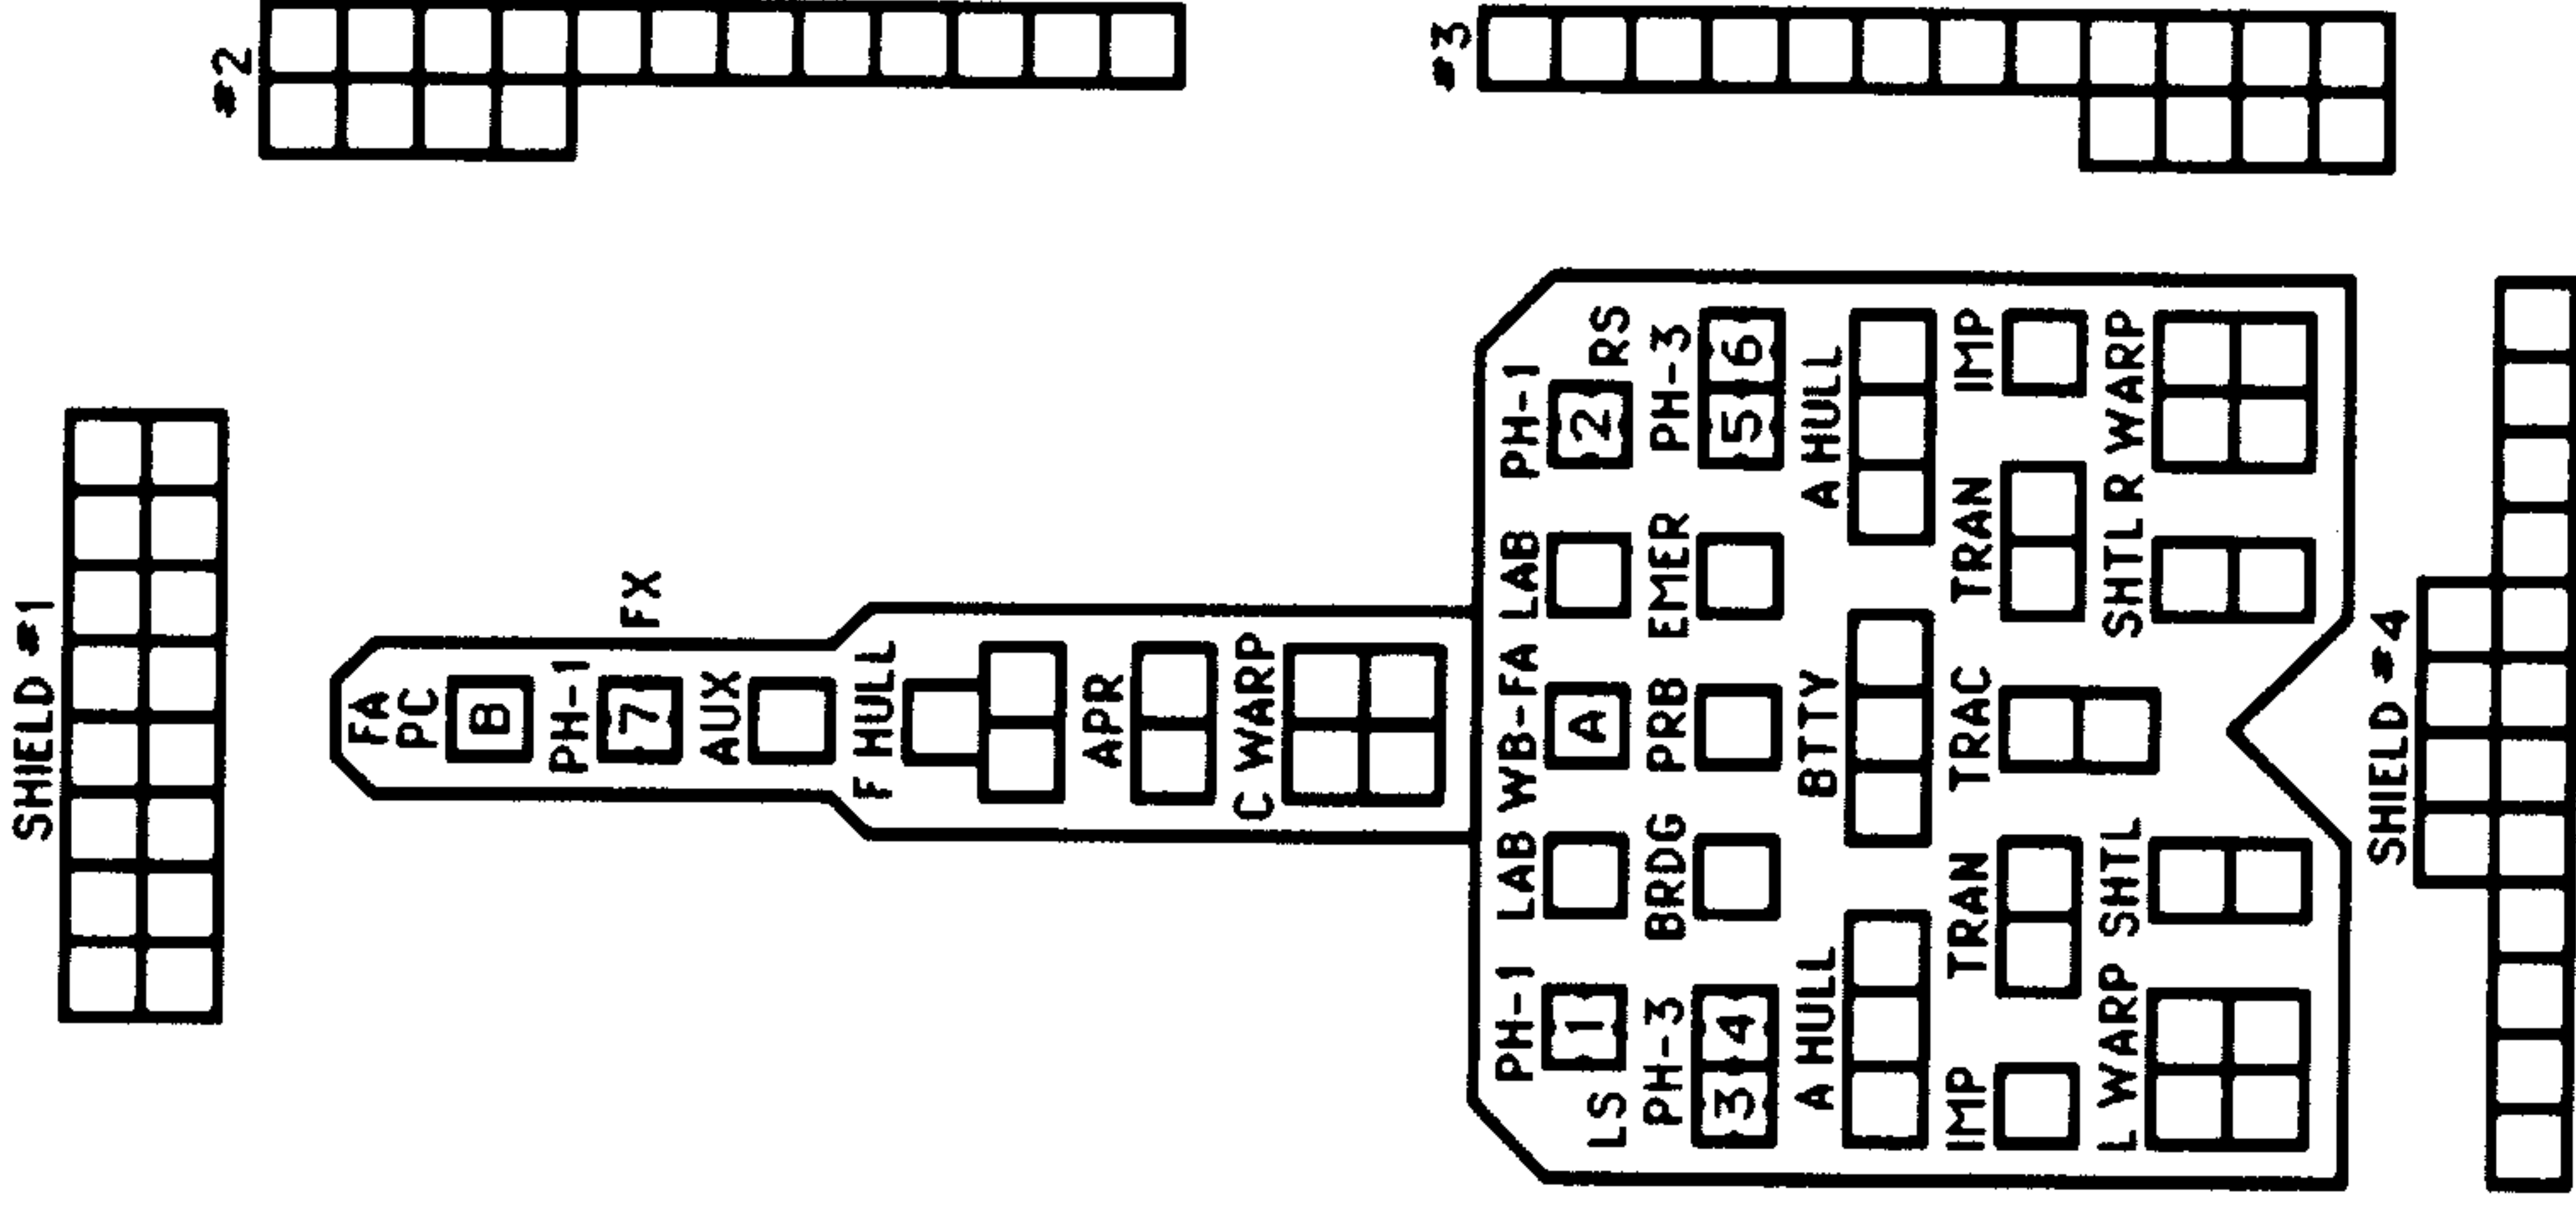 SHIELD #1
#2
FA
PC
B
PH-1
7 FX
AUX
F HULL
APR
C WARP
#3
PH-1 LAB WB-FA LAB PH-1
LS 1 A 2 RS
PH-3 BRDG PRB EMER PH-3
3 4 5 6
A HULL BTTY A HULL
IMP TRAN TRAC TRAN IMP
L WARP SHTL SHTL R WARP
SHIELD #4